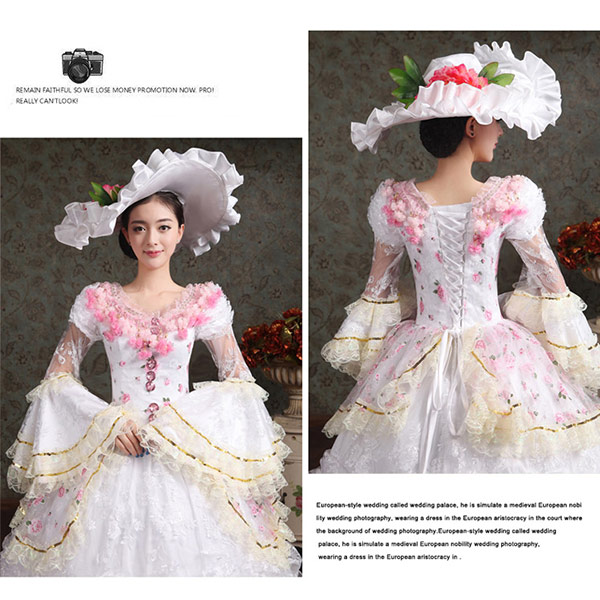 REMAIN FAITHFUL SO WE LOSE MONEY PROMOTION NOW. PRO!
REALLY CAN'TLOOK!
European-style wedding called wedding palace, he is simulate a medieval European nobi
lity wedding photography, wearing a dress in the European aristocracy in the court where
the background of wedding photography.European-style wedding called wedding
palace, he is simulate a medieval European nobility wedding photography,
wearing a dress in the European aristocracy in .